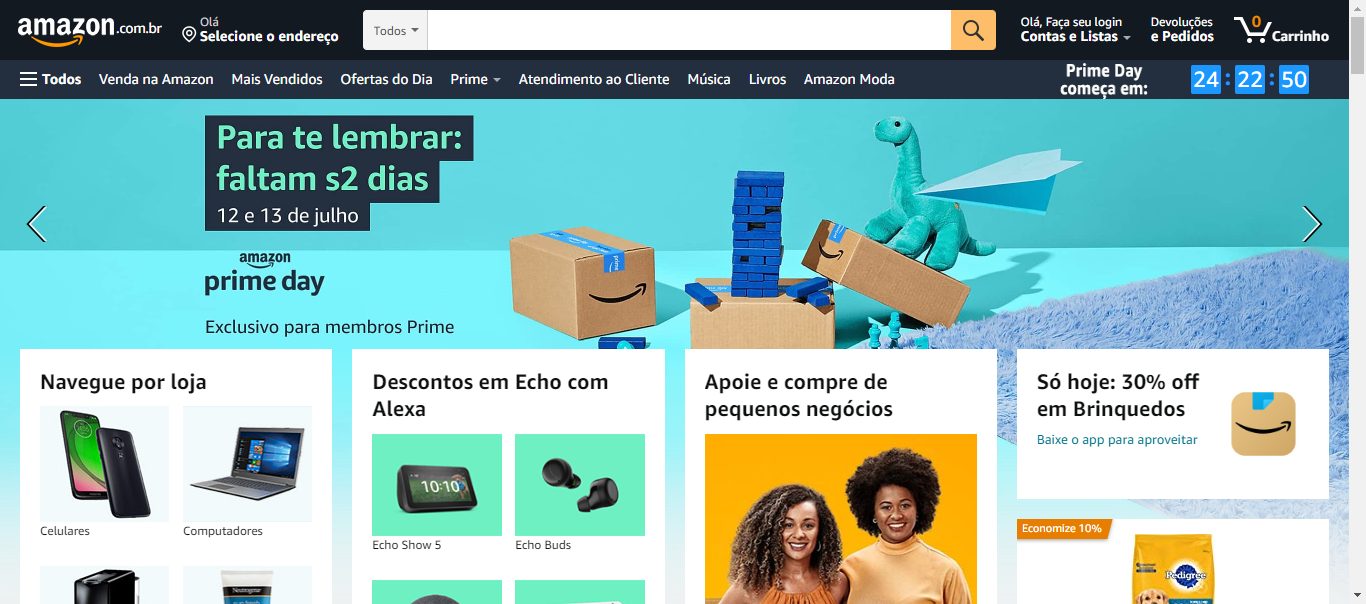 amazon.com.br
Olá
Selecione o endereço
Todos
Olá, Faça seu login
Contas e Listas
Devoluções
e Pedidos
0
Carrinho
Todos
Venda na Amazon
Mais Vendidos
Ofertas do Dia
Prime
Atendimento ao Cliente
Música
Livros
Amazon Moda
Prime Day
começa em:
24 : 22 : 50
Para te lembrar:
faltam s2 dias
12 e 13 de julho
amazon
prime day
Exclusivo para membros Prime
prime
Navegue por loja
Celulares
Computadores
Neutrogena
Descontos em Echo com
Alexa
10:10
Echo Show 5
Echo Buds
Apoie e compre de
pequenos negócios
Só hoje: 30% off
em Brinquedos
Baixe o app para aproveitar
Economize 10%
Pedigree